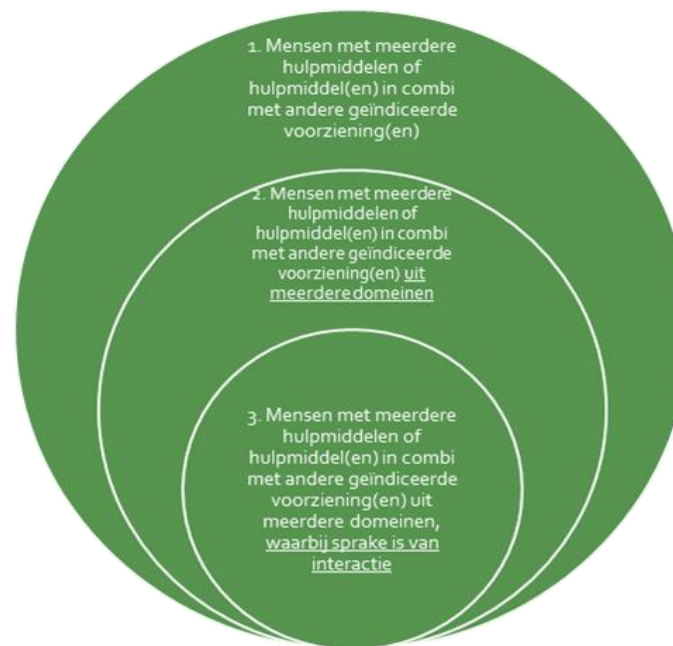 1. Mensen met meerdere
hulpmiddelen of
hulpmiddel(en) in combi
met andere geïndiceerde
voorziening(en)
2. Mensen met meerdere
hulpmiddelen of
hulpmiddel(en) in combi
met andere geïndiceerde
voorziening(en) uit
meerdere domeinen
3. Mensen met meerdere
hulpmiddelen of
hulpmiddel(en) in combi
met andere geïndiceerde
voorziening(en) uit
meerdere domeinen,
waarbij sprake is van
interactie